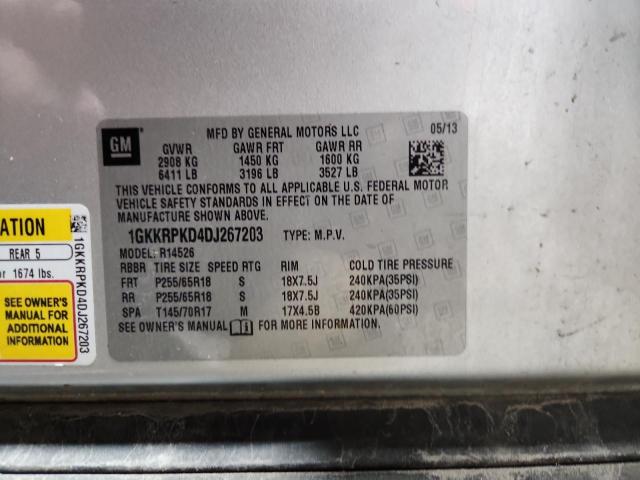 GM
MFD BY GENERAL MOTORS LLC 05/13
GVWR GAWR FRT GAWR RR
2908 KG 1450 KG 1600 KG
6411 LB 3196 LB 3527 LB
THIS VEHICLE CONFORMS TO ALL APPLICABLE U.S. FEDERAL MOTOR
VEHICLE SAFETY STANDARDS IN EFFECT ON THE DATE OF
MANUFACTURE SHOWN ABOVE.
1GKKRPKD4DJ267203 TYPE: M.P.V.
MODEL: R14526
RBBR TIRE SIZE SPEED RTG RIM COLD TIRE PRESSURE
FRT P255/65R18 S 18X7.5J 240KPA(35PSI)
RR P255/65R18 S 18X7.5J 240KPA(35PSI)
SPA T145/70R17 M 17X4.5B 420KPA(60PSI)
SEE OWNER'S MANUAL i FOR MORE INFORMATION
ATION
REAR 5
or 1674 lbs.
SEE OWNER'S
MANUAL FOR
ADDITIONAL
INFORMATION
1GKKRPKD4DJ267203